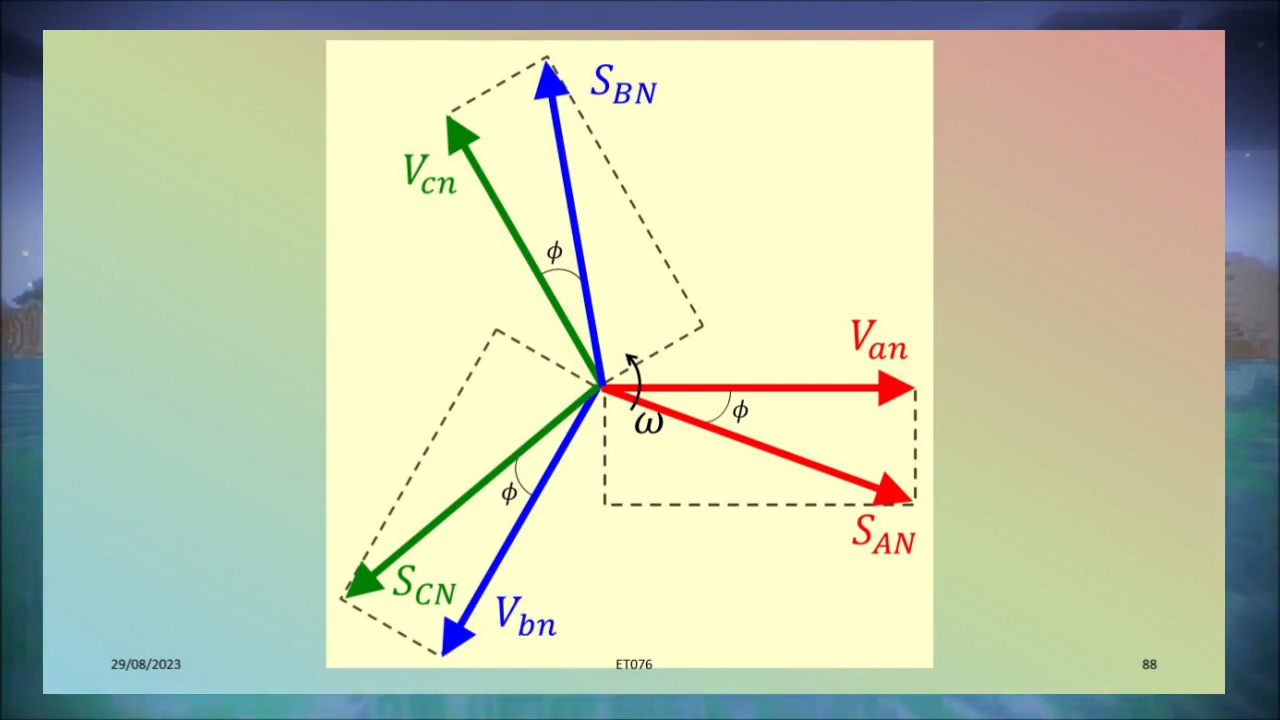 S_BN
V_cn
ϕ
V_an
ϕ
ω
ϕ
S_AN
S_CN
V_bn
29/08/2023 ET076 88